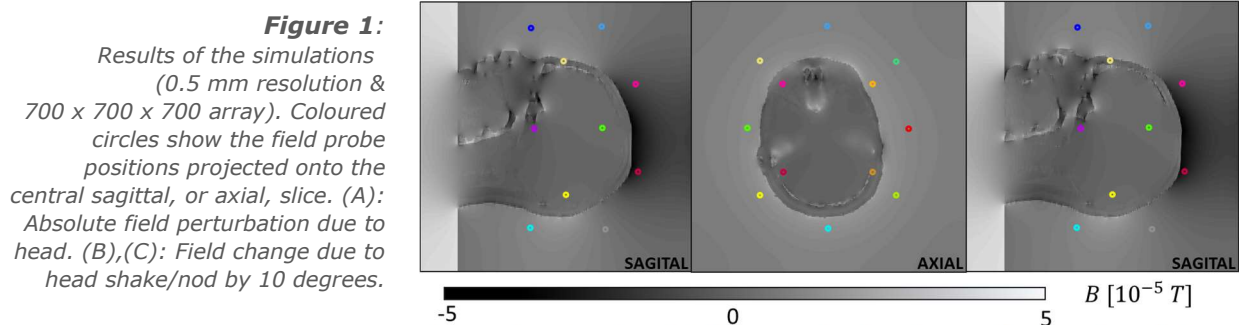 Figure 1:
Results of the simulations
(0.5 mm resolution &
700 x 700 x 700 array). Coloured
circles show the field probe
positions projected onto the
central sagittal, or axial, slice. (A):
Absolute field perturbation due to
head. (B),(C): Field change due to
head shake/nod by 10 degrees.
SAGITAL
AXIAL
SAGITAL
-5
0
5
B [10⁻⁵ T]